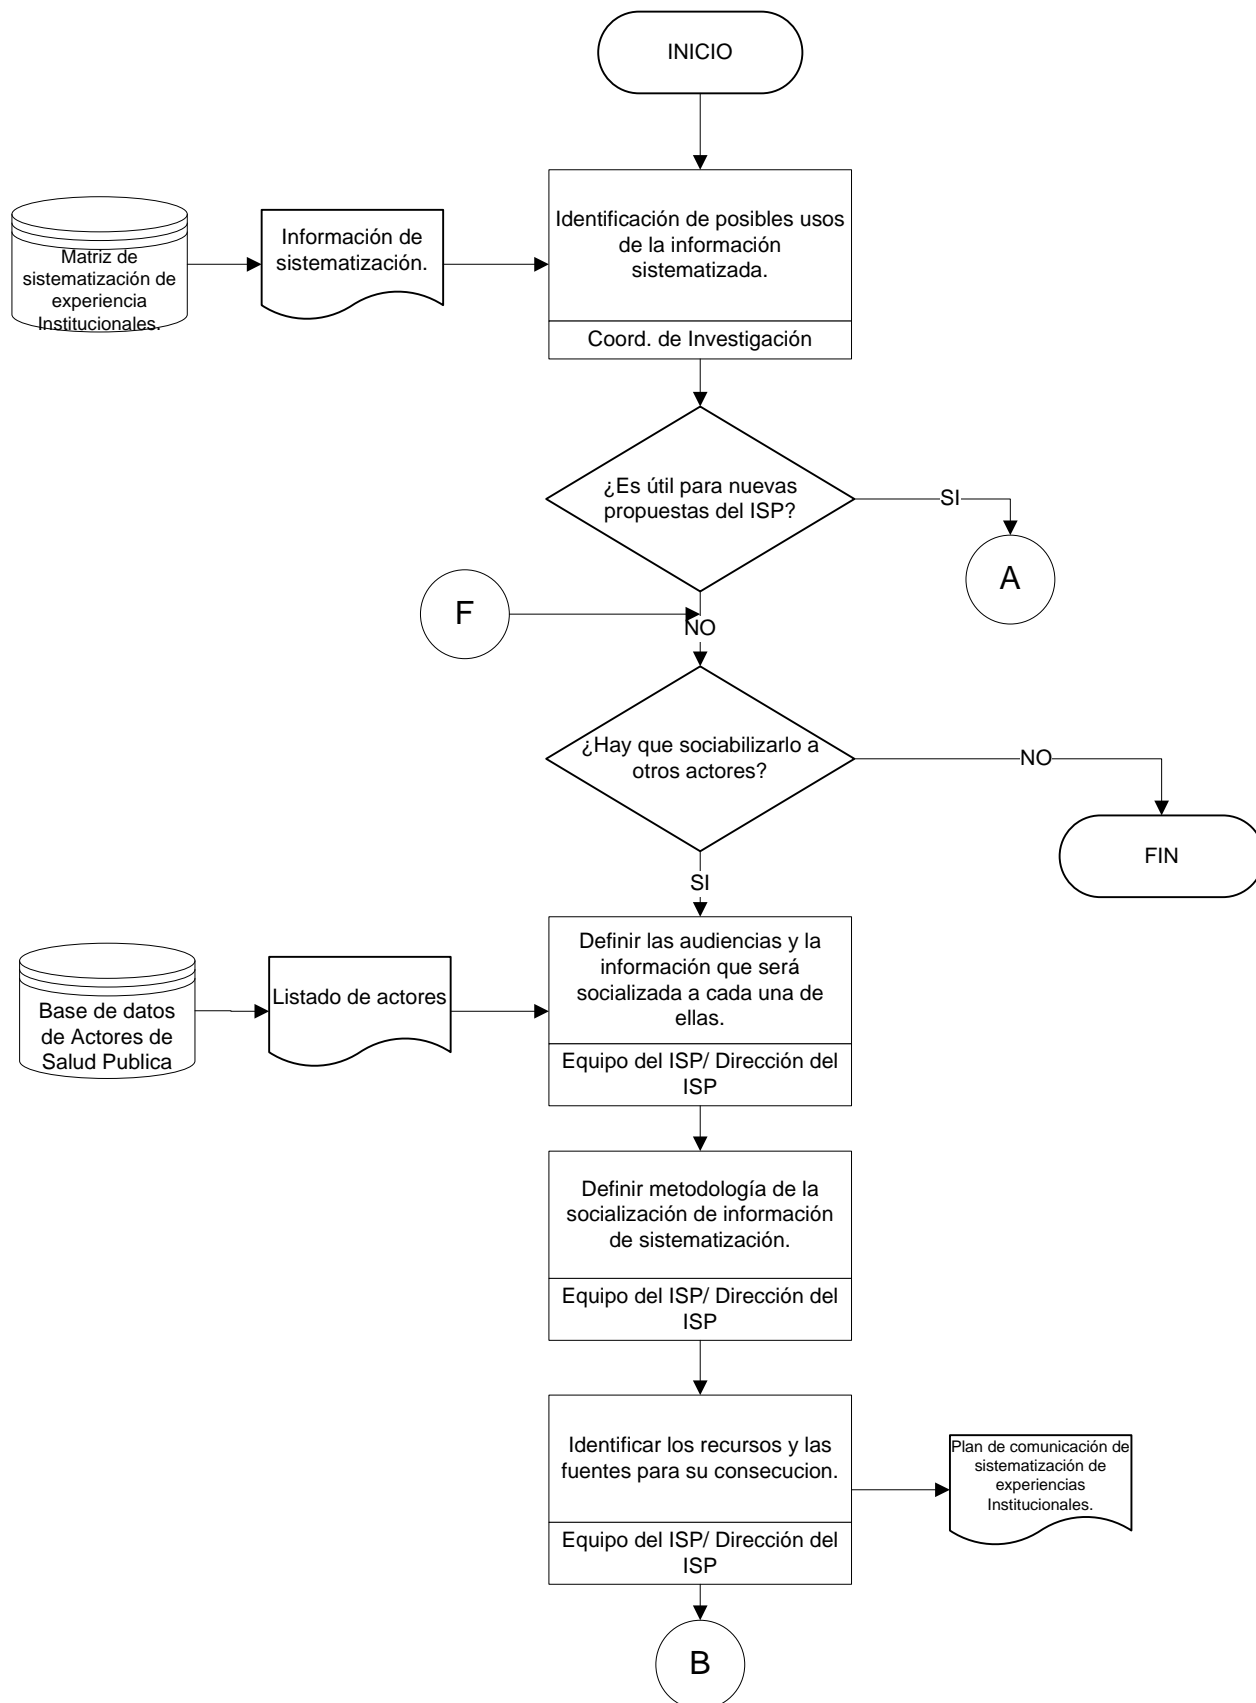 INICIO
Matriz de
sistematización de
experiencia
Institucionales.
Información de
sistematización.
Identificación de posibles usos
de la información
sistematizada.
Coord. de Investigación
¿Es útil para nuevas
propuestas del ISP?
SI
A
F
NO
¿Hay que sociabilizarlo a
otros actores?
NO
FIN
SI
Base de datos
de Actores de
Salud Publica
Listado de actores
Definir las audiencias y la
información que será
socializada a cada una de
ellas.
Equipo del ISP/ Dirección del
ISP
Definir metodología de la
socialización de información
de sistematización.
Equipo del ISP/ Dirección del
ISP
Identificar los recursos y las
fuentes para su consecucion.
Equipo del ISP/ Dirección del
ISP
Plan de comunicación de
sistematización de
experiencias
Institucionales.
B